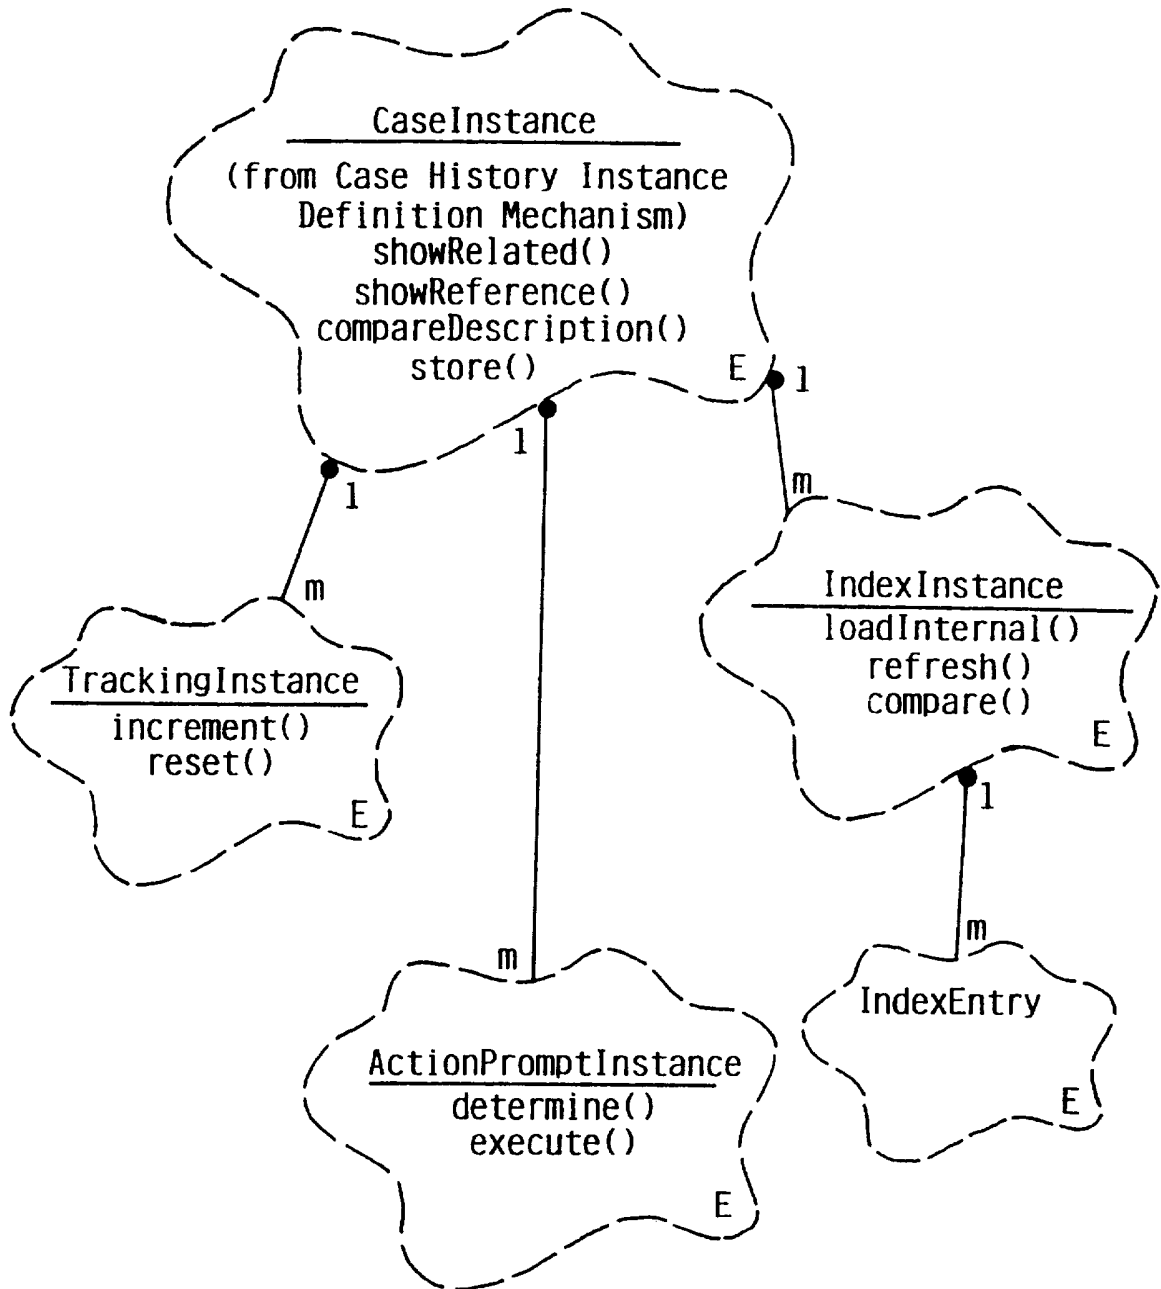 CaseInstance
(from Case History Instance
Definition Mechanism)
showRelated()
showReference()
compareDescription()
store()
E
1
1
1
m
m
IndexInstance
loadInternal()
refresh()
compare()
E
TrackingInstance
increment()
reset()
E
1
m
m
IndexEntry
E
ActionPromptInstance
determine()
execute()
E